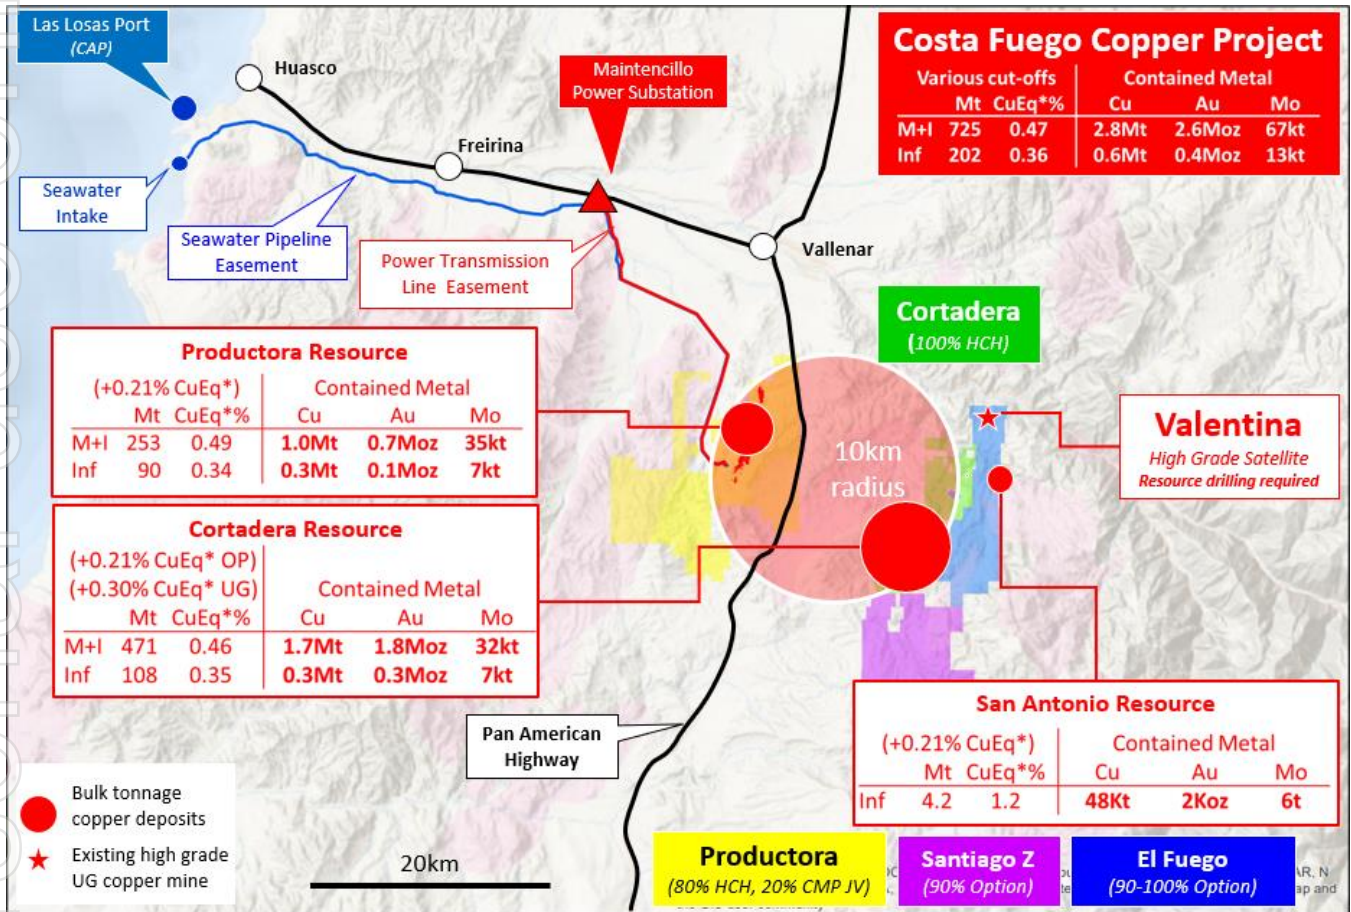 Las Losas Port
(CAP)
Huasco
Maintencillo
Power Substation
Costa Fuego Copper Project
Various cut-offs Contained Metal
Mt CuEq*% Cu Au Mo
M+I 725 0.47 2.8Mt 2.6Moz 67kt
Inf 202 0.36 0.6Mt 0.4Moz 13kt
Freirina
Seawater
Intake
Seawater Pipeline
Easement
Power Transmission
Line Easement
Vallenar
Cortadera
(100% HCH)
Productora Resource
(+0.21% CuEq*) Contained Metal
Mt CuEq*% Cu Au Mo
M+I 253 0.49 1.0Mt 0.7Moz 35kt
Inf 90 0.34 0.3Mt 0.1Moz 7kt
10km
radius
Valentina
High Grade Satellite
Resource drilling required
Cortadera Resource
(+0.21% CuEq* OP)
(+0.30% CuEq* UG) Contained Metal
Mt CuEq*% Cu Au Mo
M+I 471 0.46 1.7Mt 1.8Moz 32kt
Inf 108 0.35 0.3Mt 0.3Moz 7kt
San Antonio Resource
(+0.21% CuEq*) Contained Metal
Mt CuEq*% Cu Au Mo
Inf 4.2 1.2 48Kt 2Koz 6t
Pan American
Highway
Bulk tonnage
copper deposits
Existing high grade
UG copper mine
20km
Productora
(80% HCH, 20% CMP JV)
Santiago Z
(90% Option)
El Fuego
(90-100% Option)
AR, N
ap and